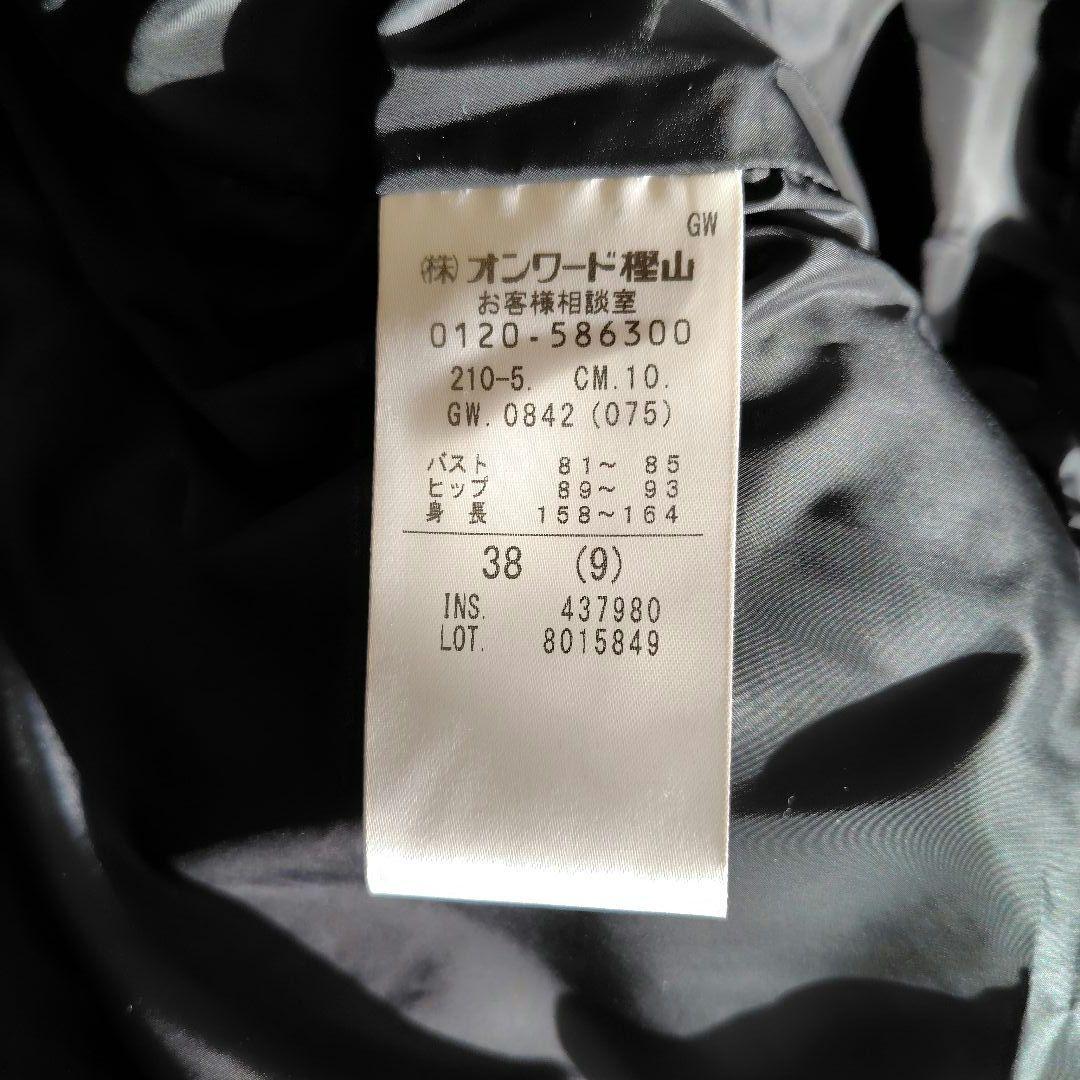 GW
㈱オンワード樫山
お客様相談室
0120-586300
210-5. CM.10.
GW.0842(075)
バスト 81~ 85
ヒップ 89~ 93
身長 158~164
38 (9)
INS. 437980
LOT. 8015849